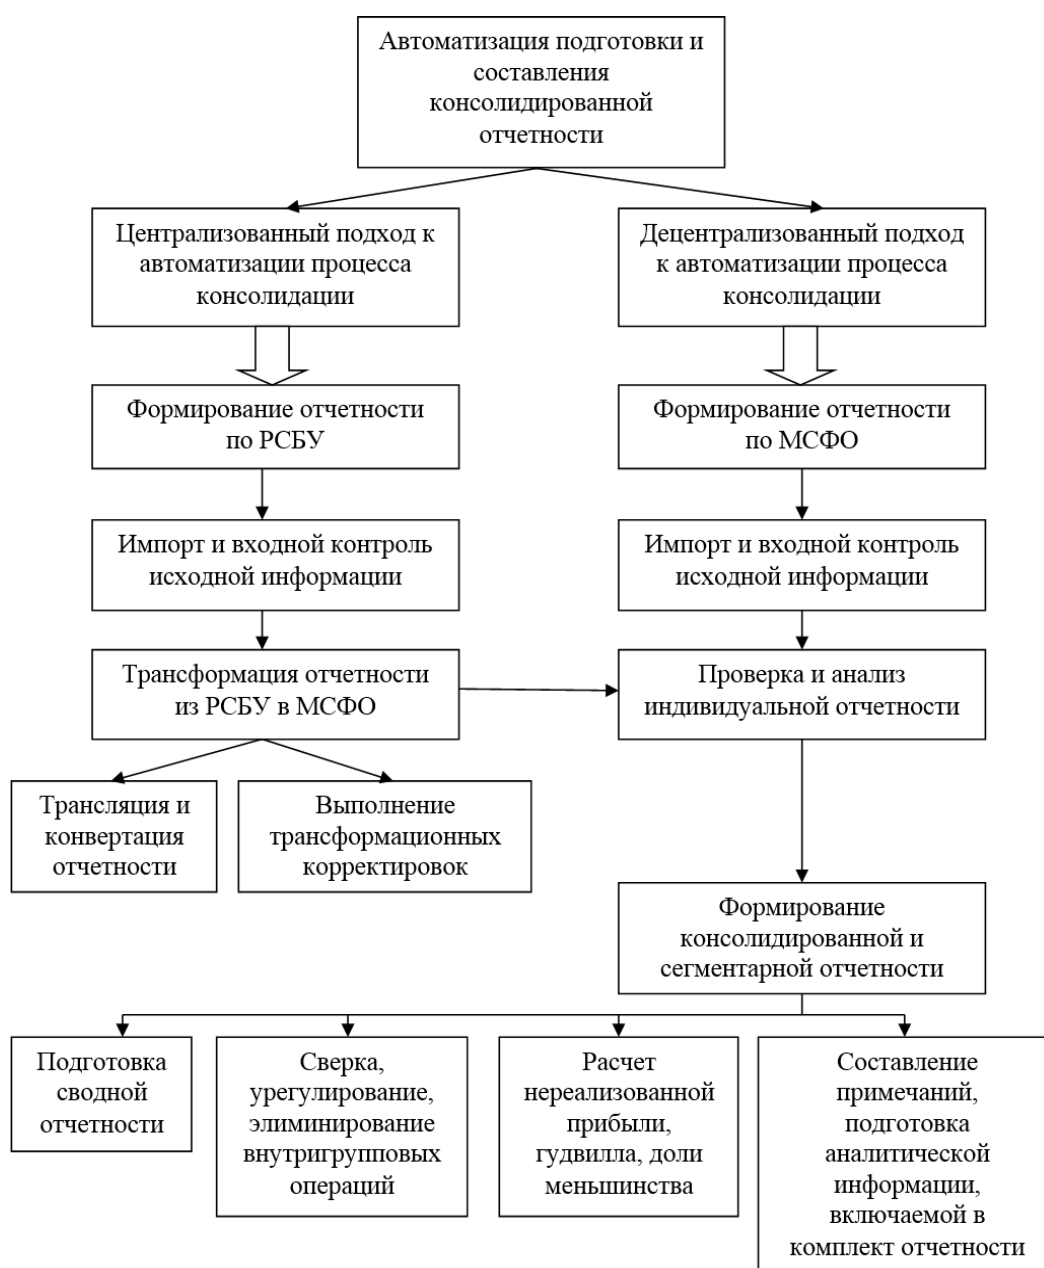 Автоматизация подготовки и
составления
консолидированной
отчетности
Централизованный подход к
автоматизации процесса
консолидации
Децентрализованный подход
к автоматизации процесса
консолидации
Формирование отчетности
по РСБУ
Формирование отчетности
по МСФО
Импорт и входной контроль
исходной информации
Импорт и входной контроль
исходной информации
Трансформация отчетности
из РСБУ в МСФО
Проверка и анализ
индивидуальной отчетности
Трансляция и
конвертация
отчетности
Выполнение
трансформационных
корректировок
Формирование
консолидированной и
сегментарной отчетности
Подготовка
сводной
отчетности
Сверка,
урегулирование,
элиминирование
внутригрупповых
операций
Расчет
нереализованной
прибыли,
гудвилла, доли
меньшинства
Составление
примечаний,
подготовка
аналитической
информации,
включаемой в
комплект отчетности